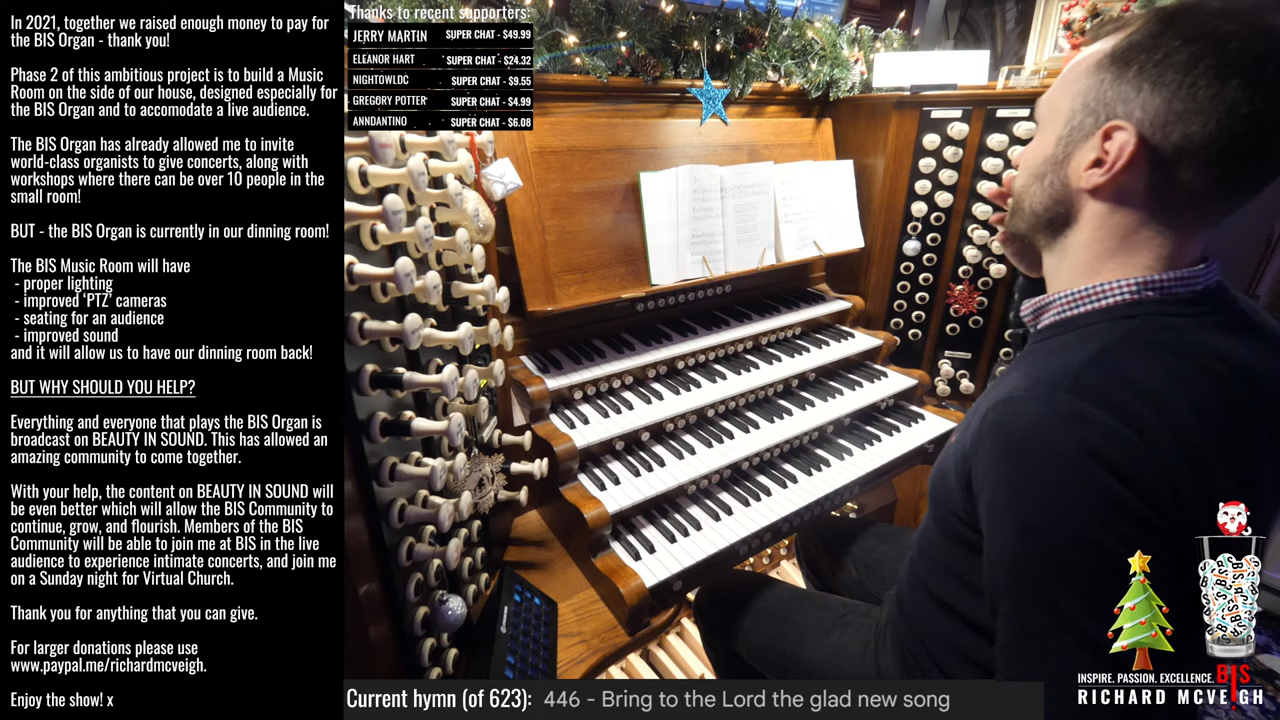 In 2021, together we raised enough money to pay for
the BIS Organ - thank you!
Phase 2 of this ambitious project is to build a Music
Room on the side of our house, designed especially for
the BIS Organ and to accomodate a live audience.
The BIS Organ has already allowed me to invite
world-class organists to give concerts, along with
workshops where there can be over 10 people in the
small room!
BUT - the BIS Organ is currently in our dinning room!
The BIS Music Room will have
- proper lighting
- improved ‘PTZ’ cameras
- seating for an audience
- improved sound
and it will allow us to have our dinning room back!
BUT WHY SHOULD YOU HELP?
Everything and everyone that plays the BIS Organ is
broadcast on BEAUTY IN SOUND. This has allowed an
amazing community to come together.
With your help, the content on BEAUTY IN SOUND will
be even better which will allow the BIS Community to
continue, grow, and flourish. Members of the BIS
Community will be able to join me at BIS in the live
audience to experience intimate concerts, and join me
on a Sunday night for Virtual Church.
Thank you for anything that you can give.
For larger donations please use
www.paypal.me/richardmcveigh.
Enjoy the show! x
Thanks to recent supporters:
JERRY MARTIN SUPER CHAT - $49.99
ELEANOR HART SUPER CHAT - $24.32
NIGHTOWLDC SUPER CHAT - $9.55
GREGORY POTTER SUPER CHAT - $4.99
ANNDANTINO SUPER CHAT - $6.08
Current hymn (of 623): 446 - Bring to the Lord the glad new song
INSPIRE. PASSION. EXCELLENCE. BIS
RICHARD MCVEIGH